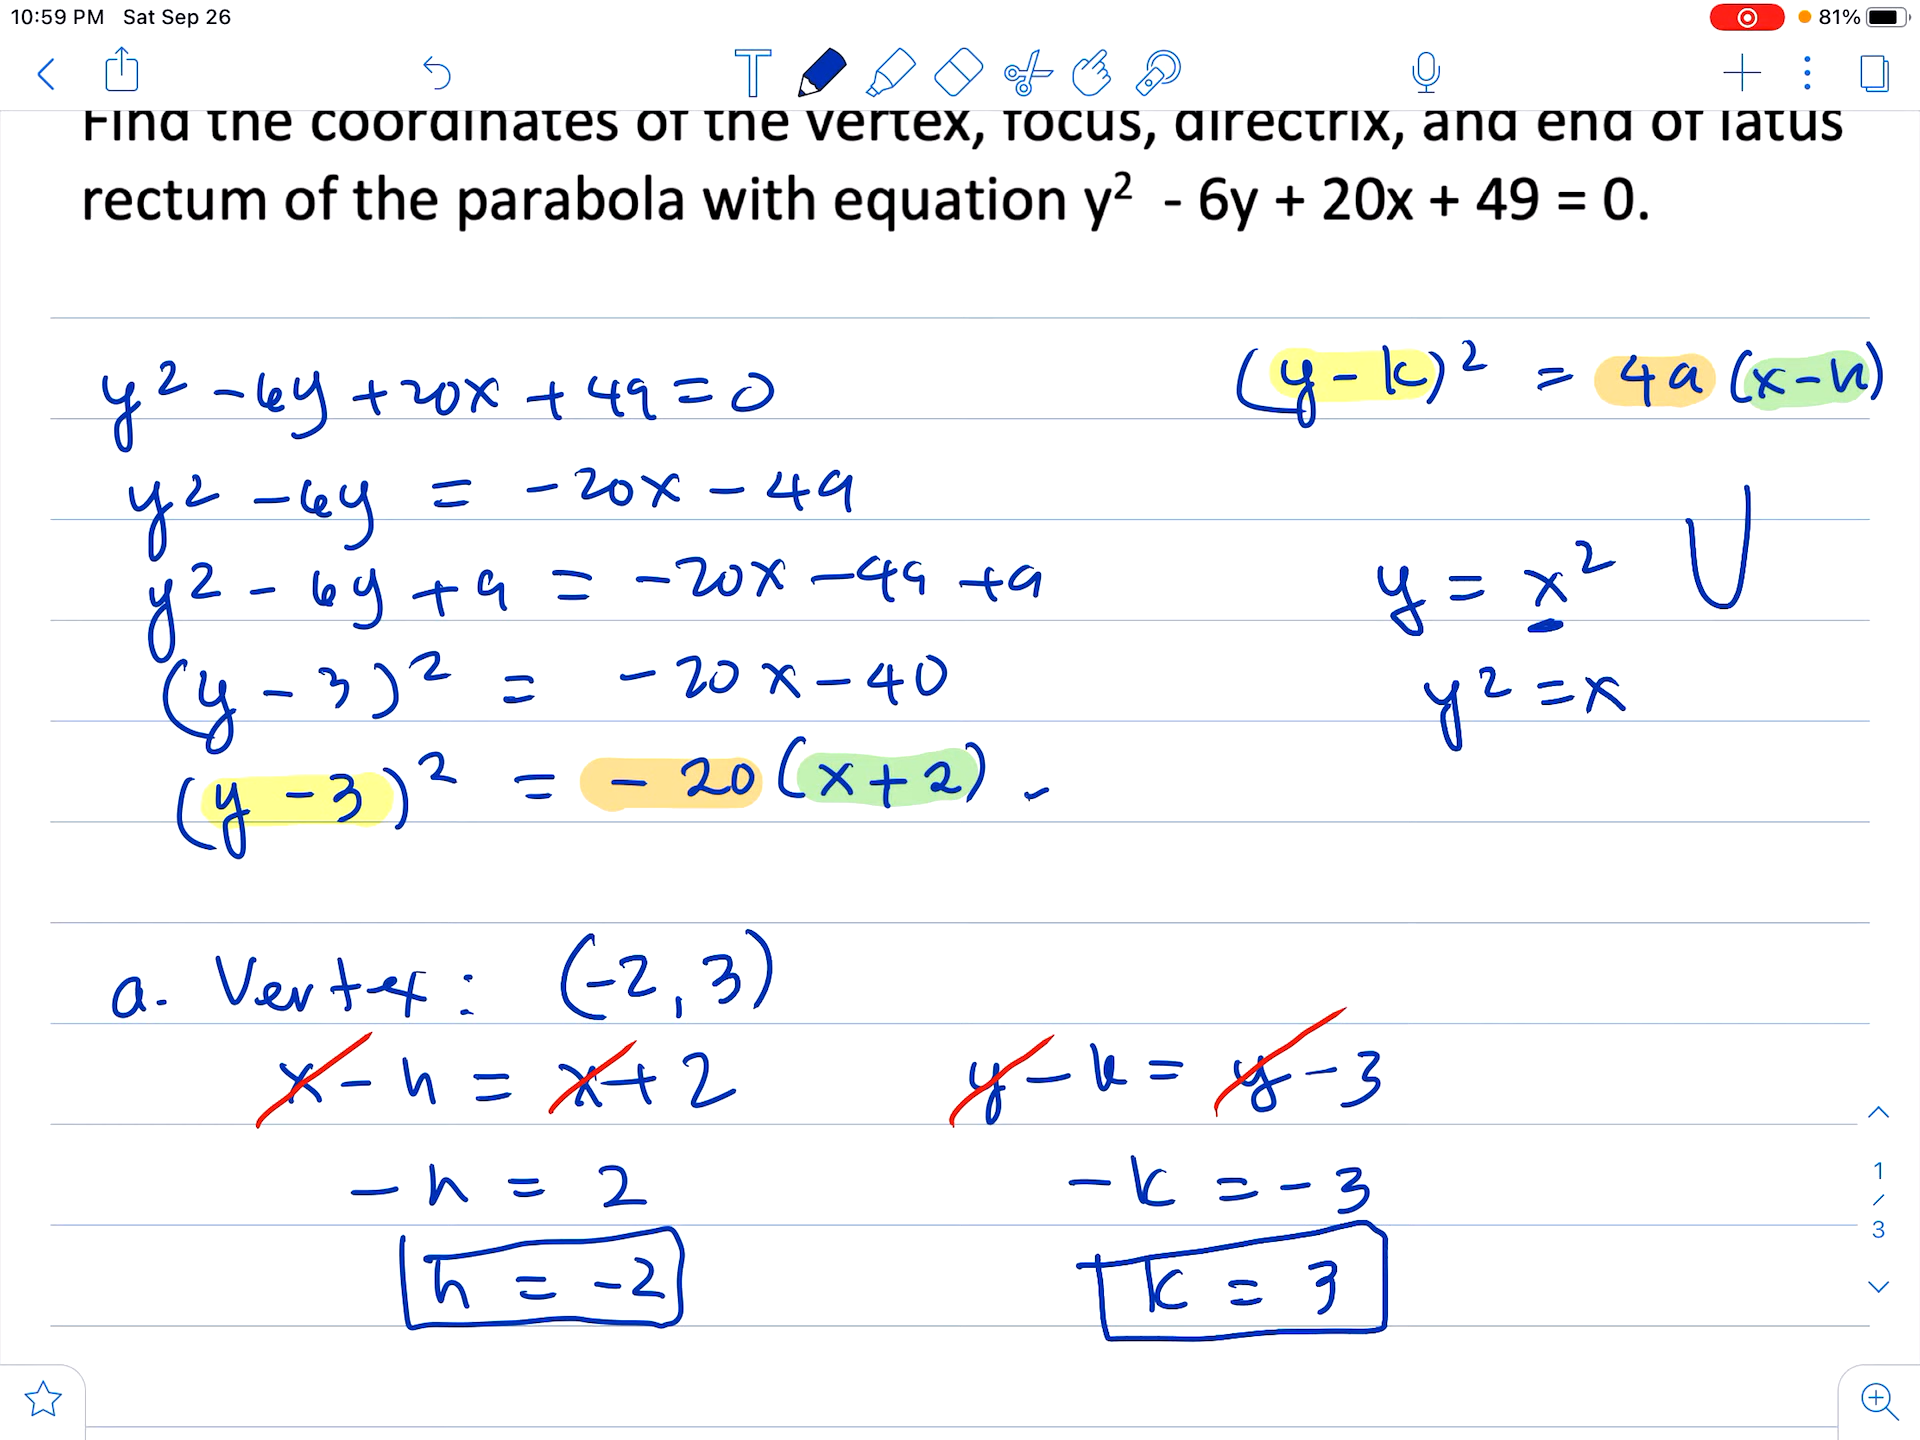 10:59 PM Sat Sep 26 81%
T
Find the coordinates of the vertex, focus, directrix, and end of latus
rectum of the parabola with equation y² - 6y + 20x + 49 = 0.
y² - 6y + 20x + 49 = 0
(y - k)² = 4a (x - h)
y² - 6y = -20x - 49
y² - 6y + 9 = -20x - 49 + 9
y = x²
(y - 3)² = -20x - 40
y² = x
(y - 3)² = -20 (x + 2)
a. Vertex : (-2, 3)
x - h = x + 2
y - k = y - 3
- h = 2
- k = -3
h = -2
k = 3
1
/
3